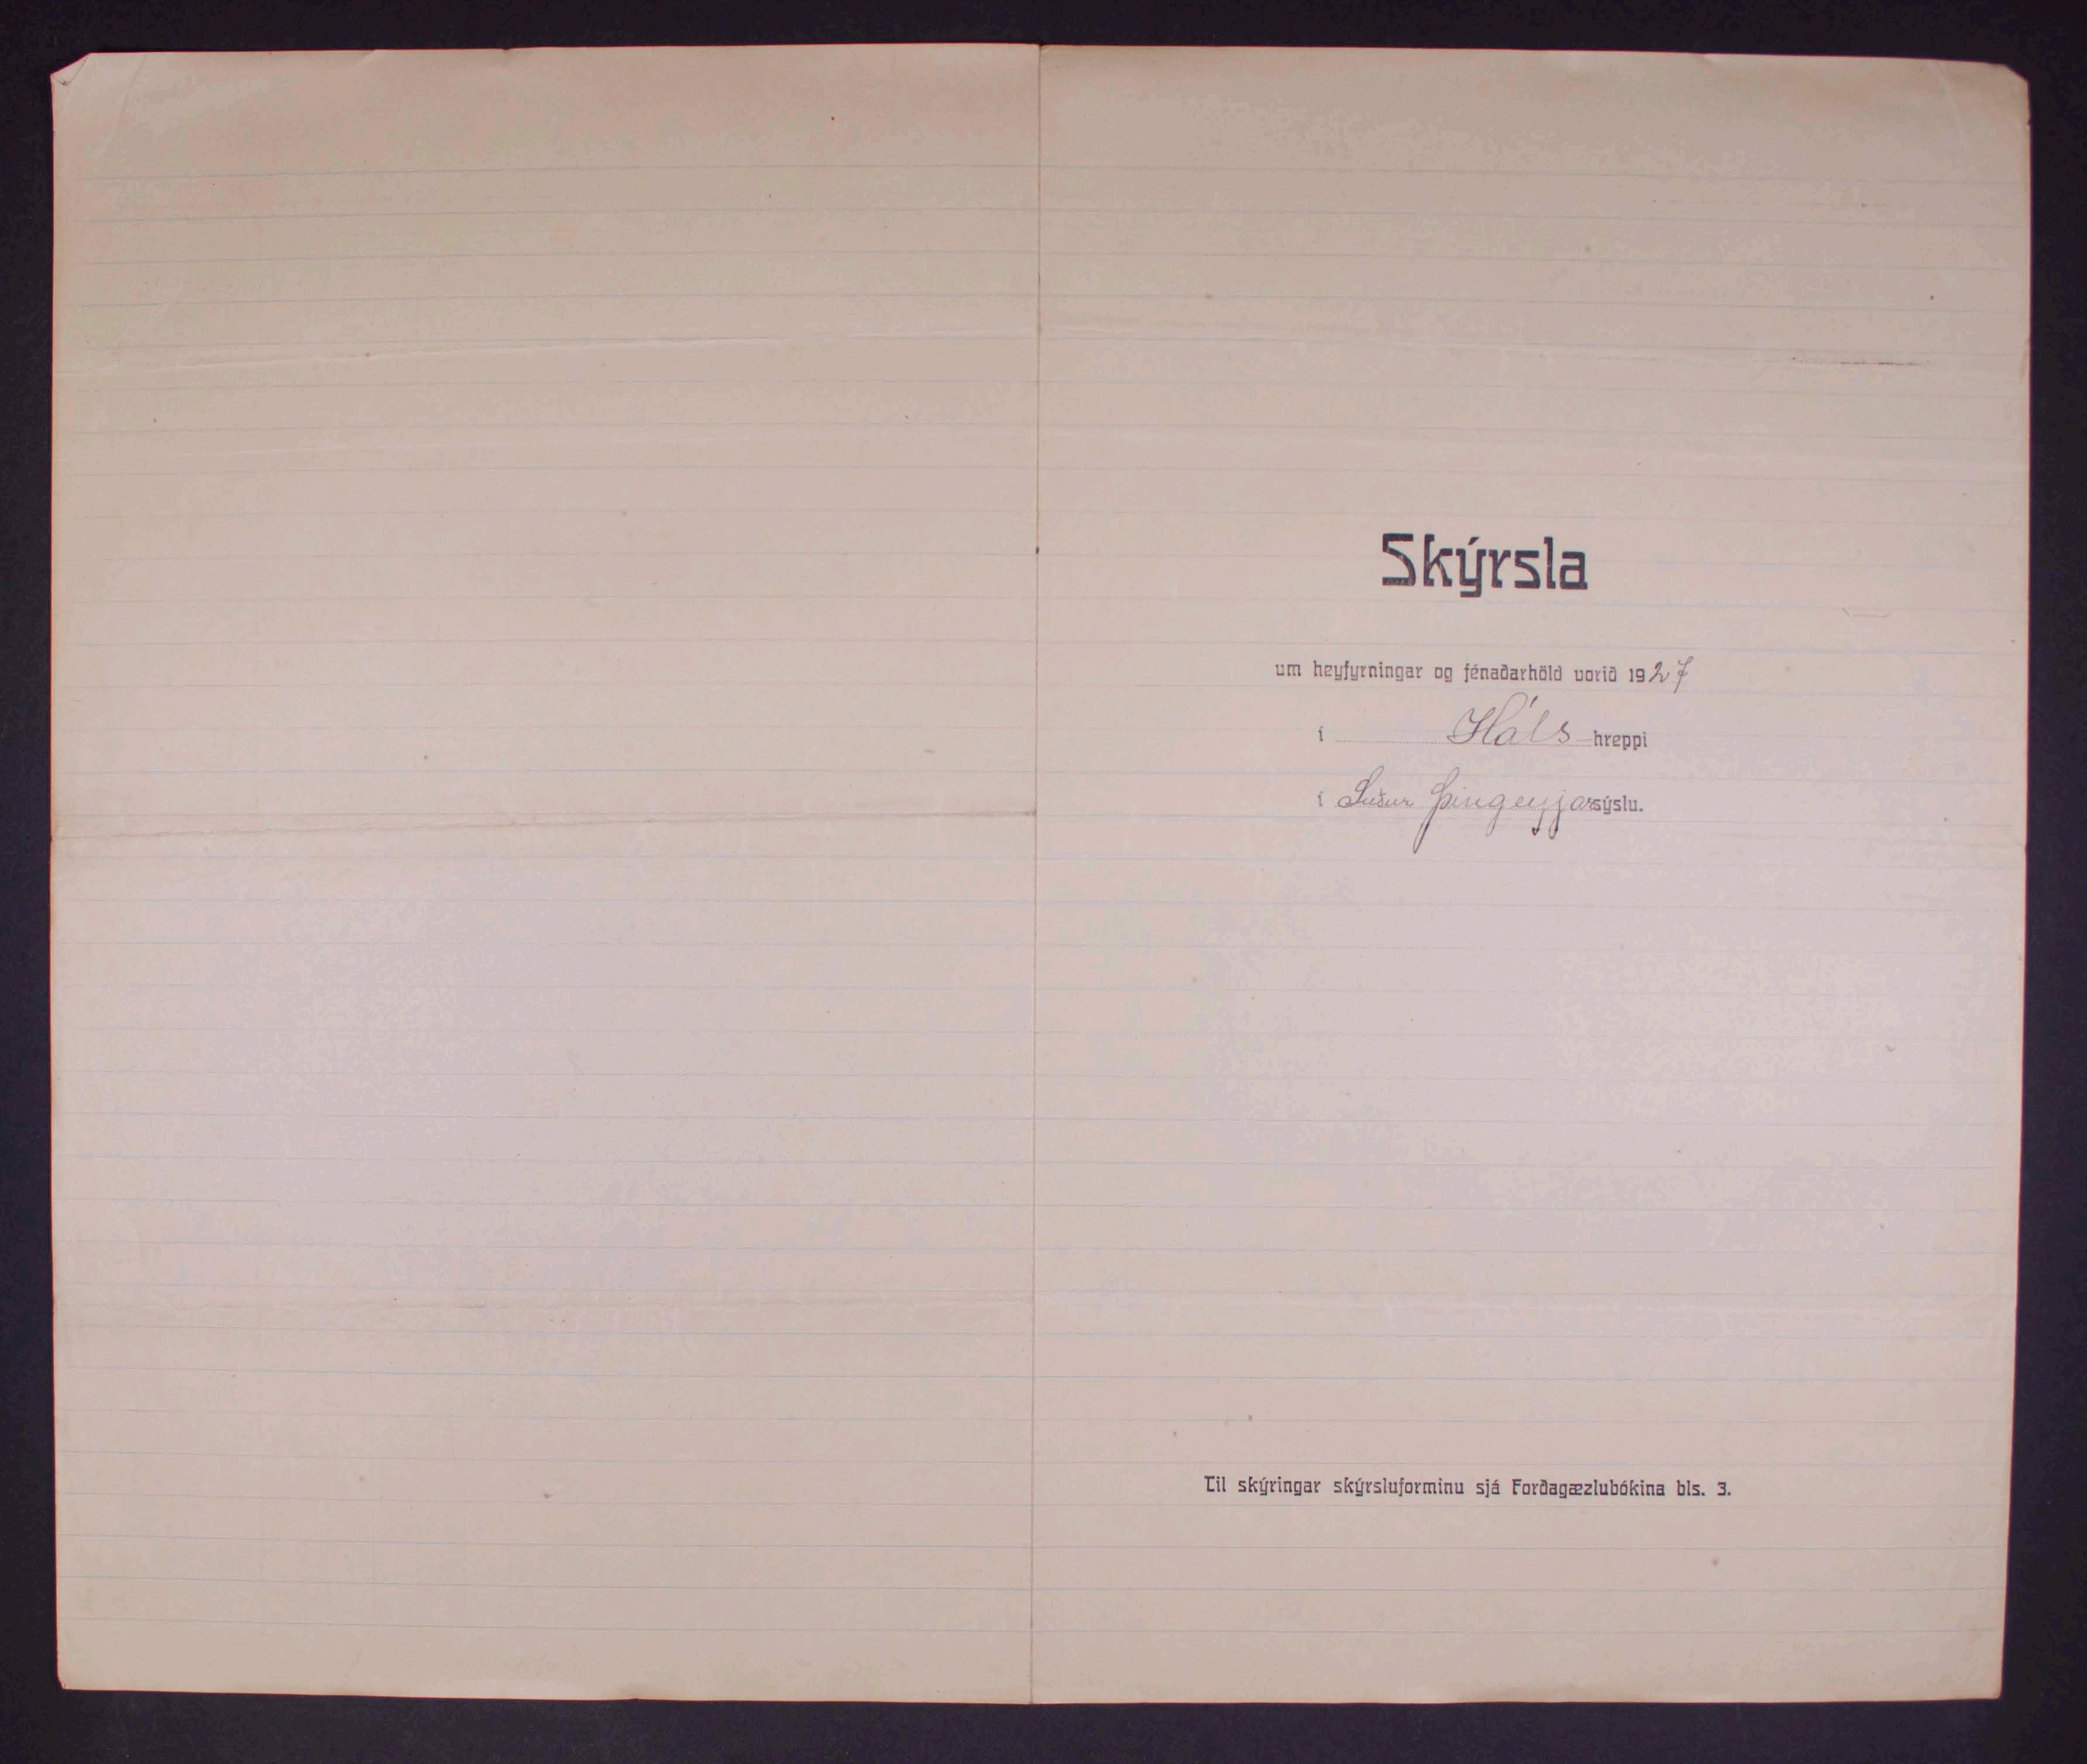 Skýrsla
um heyfyrningar og fénaðarhöld vorið 1927
í Háls-hreppi
í Suður Þingeyjarsýslu.
Til skýringar skýrsluforminu sjá Forðagæzlubókina bls. 3.